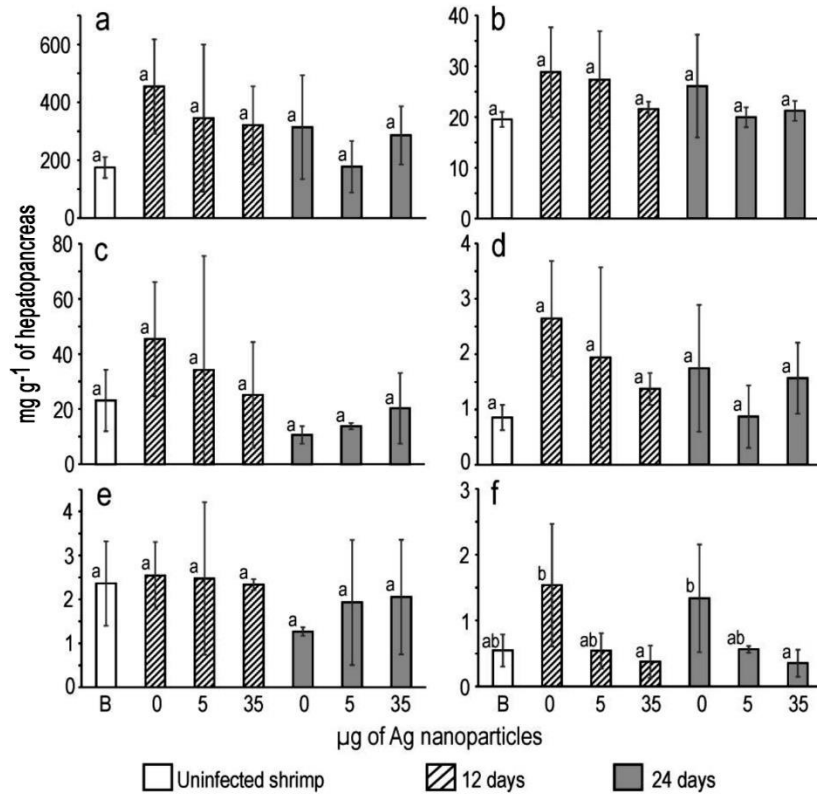 a
600
400
200
0
a a a a a a a
b
40
30
20
10
0
a a a a a a a
mg g-1 of hepatopancreas
c
80
60
40
20
0
a a a a a a a
d
4
3
2
1
0
a a a a a a a
e
4
3
2
1
0
a a a a a a a
B 0 5 35 0 5 35
f
3
2
1
0
ab b ab a b ab a
B 0 5 35 0 5 35
µg of Ag nanoparticles
Uninfected shrimp 12 days 24 days